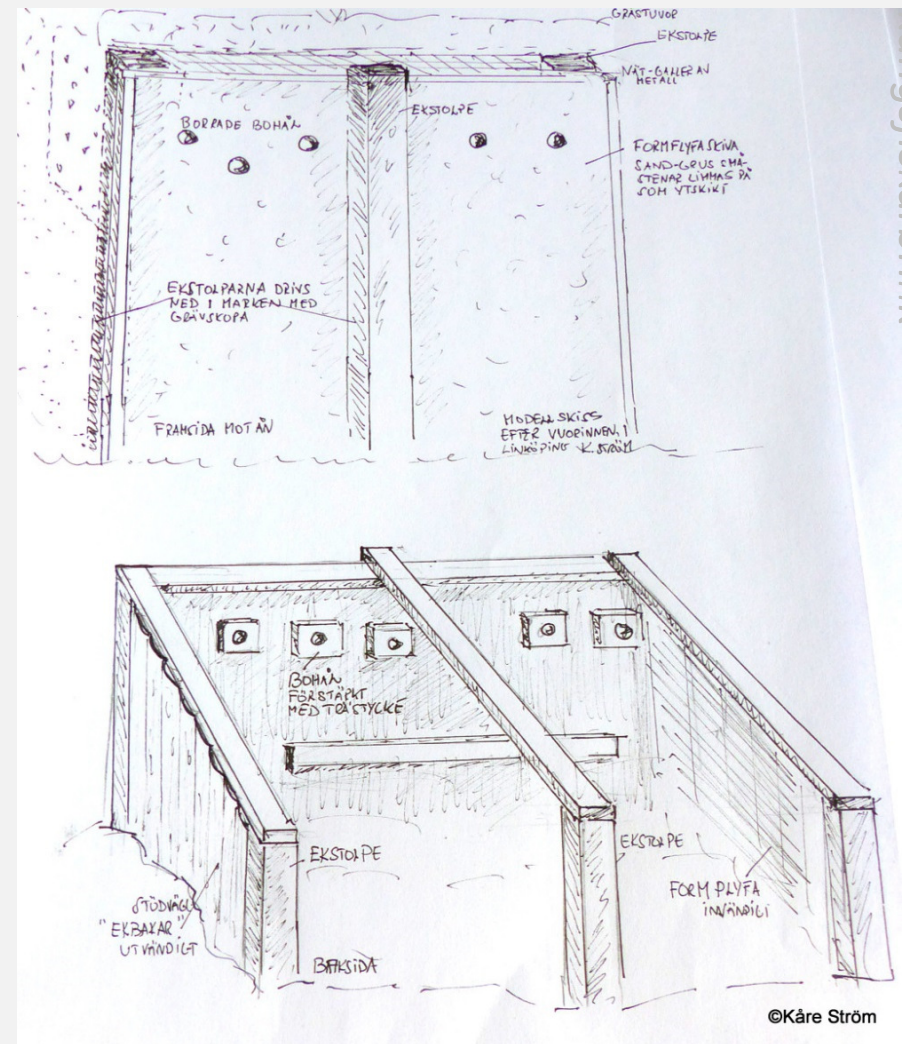 GRÄSTUVOR
EKSTOLPE
NÄT-GALLER AV
METALL
BORRADE BOHÅL
EKSTOLPE
FORMPLYFASKIVA
SAND-GRUS SMÅ-
STENAR LIMMAS PÅ
SOM YTSKIKT
EKSTOLPARNA DRIVS
NED I MARKEN MED
GRÄVSKOPA
FRAMSIDA MOT ÅN
MODELLSKISS
EFTER VUORINNEN, I
LINKÖPING K. STRÖM
BOHÅL
FÖRSTÄRKT
MED TRÄSTYCKE
EKSTOLPE
EKSTOLPE
STÖDVÄGG
"EKBAKAR"
UTVÄNDIGT
FORM PLYFA
INVÄNDIGT
BAKSIDA
©Kåre Ström